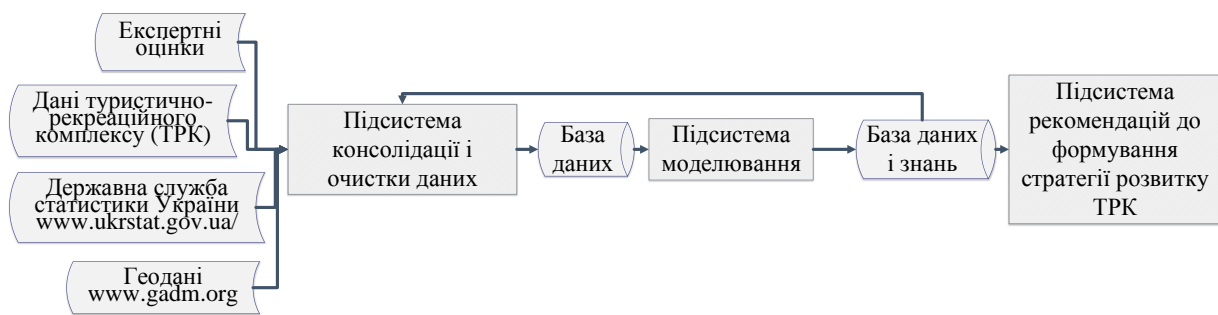 Експертні
оцінки
Дані туристично-
рекреаційного
комплексу (ТРК)
Державна служба
статистики України
www.ukrstat.gov.ua/
Геодані
www.gadm.org
Підсистема
консолідації і
очистки даних
База
даних
Підсистема
моделювання
База даних
і знань
Підсистема
рекомендацій до
формування
стратегії розвитку
ТРК